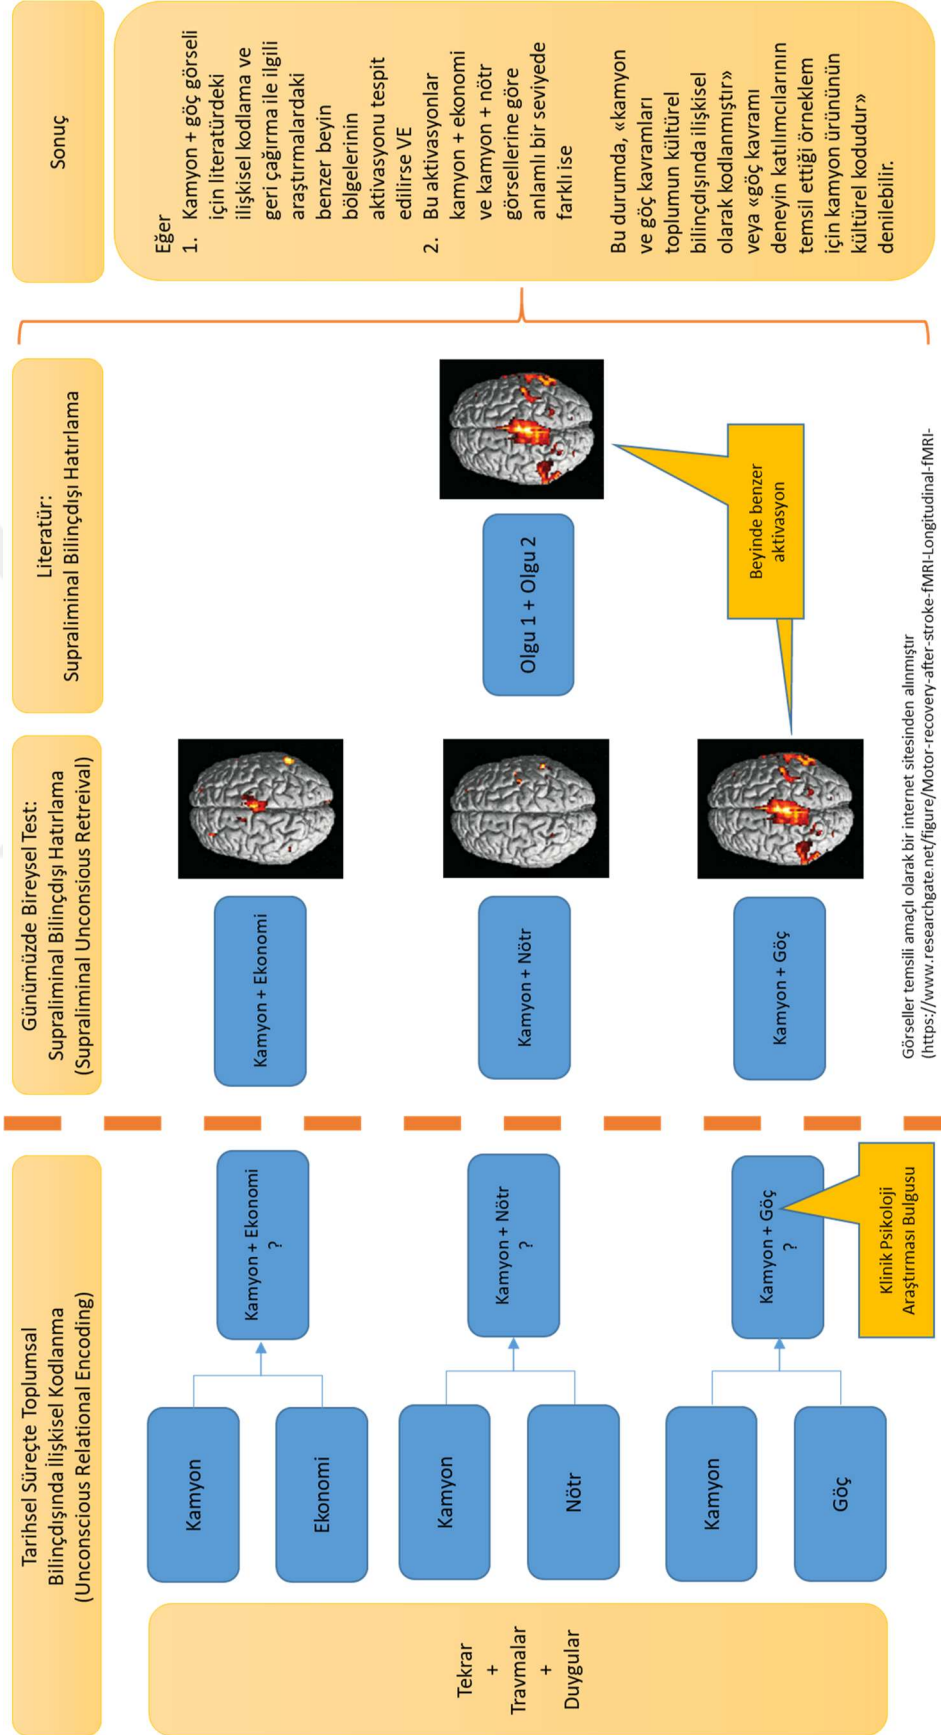 Tarihsel Süreçte Toplumsal
Bilinçdışında ilişkisel Kodlanma
(Unconscious Relational Encoding)
Günümüzde Bireysel Test:
Supraliminal Bilinçdışı Hatırlama
(Supraliminal Unconsious Retreival)
Literatür:
Supraliminal Bilinçdışı Hatırlama
Sonuç
Tekrar
+
Travmalar
+
Duygular
Kamyon
Ekonomi
Kamyon + Ekonomi
?
Kamyon
Nötr
Kamyon + Nötr
?
Kamyon
Göç
Kamyon + Göç
?
Klinik Psikoloji
Araştırması Bulgusu
Kamyon + Ekonomi
Kamyon + Nötr
Kamyon + Göç
Olgu 1 + Olgu 2
Beyinde benzer
aktivasyon
Eğer
1. Kamyon + göç görseli
için literatürdeki
ilişkisel kodlama ve
geri çağırma ile ilgili
araştırmalardaki
benzer beyin
bölgelerinin
aktivasyonu tespit
edilirse VE
2. Bu aktivasyonlar
kamyon + ekonomi
ve kamyon + nötr
görsellerine göre
anlamlı bir seviyede
farklı ise
Bu durumda, «kamyon
ve göç kavramları
toplumun kültürel
bilinçdışında ilişkisel
olarak kodlanmıştır»
veya «göç kavramı
deneyin katılımcılarının
temsil ettiği örneklem
için kamyon ürününün
kültürel kodudur»
denilebilir.
Görseller temsili amaçlı olarak bir internet sitesinden alınmıştır
(https://www.researchgate.net/figure/Motor-recovery-after-stroke-fMRI-Longitudinal-fMRI-